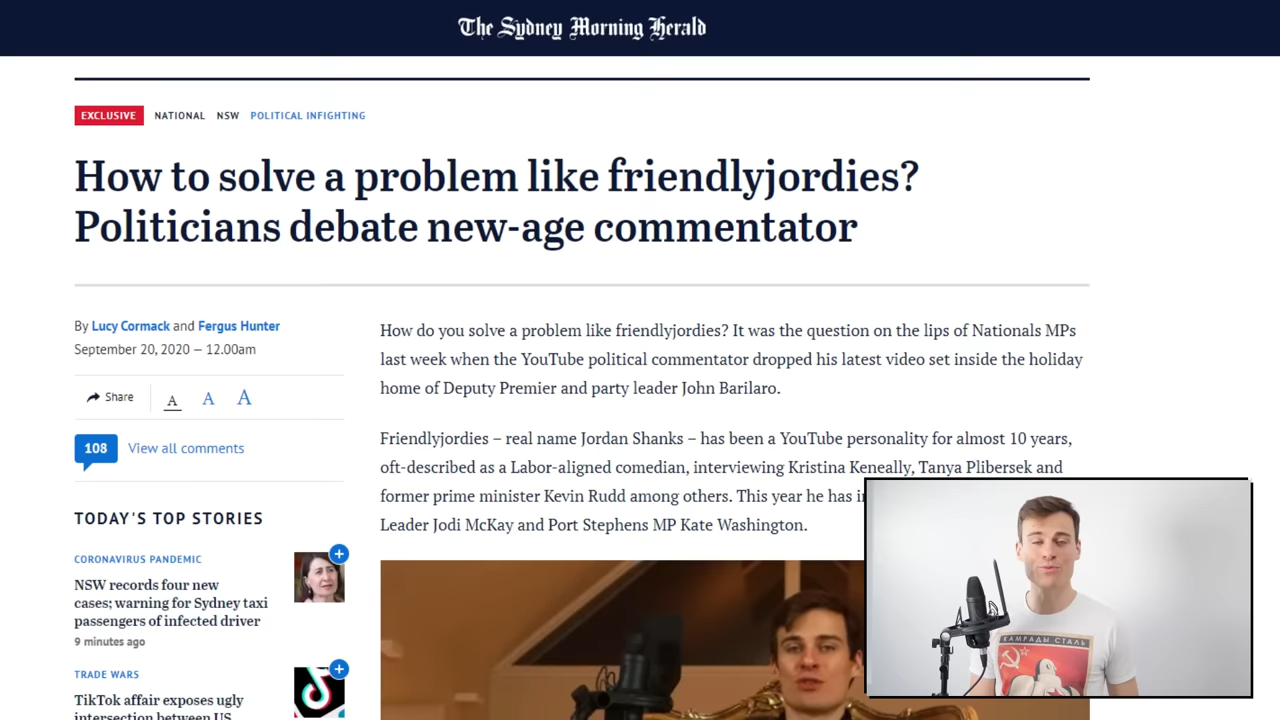 The Sydney Morning Herald
EXCLUSIVE NATIONAL NSW POLITICAL INFIGHTING
How to solve a problem like friendlyjordies?
Politicians debate new-age commentator
By Lucy Cormack and Fergus Hunter
September 20, 2020 – 12.00am
Share A A A
108 View all comments
How do you solve a problem like friendlyjordies? It was the question on the lips of Nationals MPs
last week when the YouTube political commentator dropped his latest video set inside the holiday
home of Deputy Premier and party leader John Barilaro.
Friendlyjordies – real name Jordan Shanks – has been a YouTube personality for almost 10 years,
oft-described as a Labor-aligned comedian, interviewing Kristina Keneally, Tanya Plibersek and
former prime minister Kevin Rudd among others. This year he has
Leader Jodi McKay and Port Stephens MP Kate Washington.
TODAY'S TOP STORIES
CORONAVIRUS PANDEMIC
NSW records four new
cases; warning for Sydney taxi
passengers of infected driver
9 minutes ago
TRADE WARS
TikTok affair exposes ugly
intersection between US
КАМРАДЫ СТАЛЬ